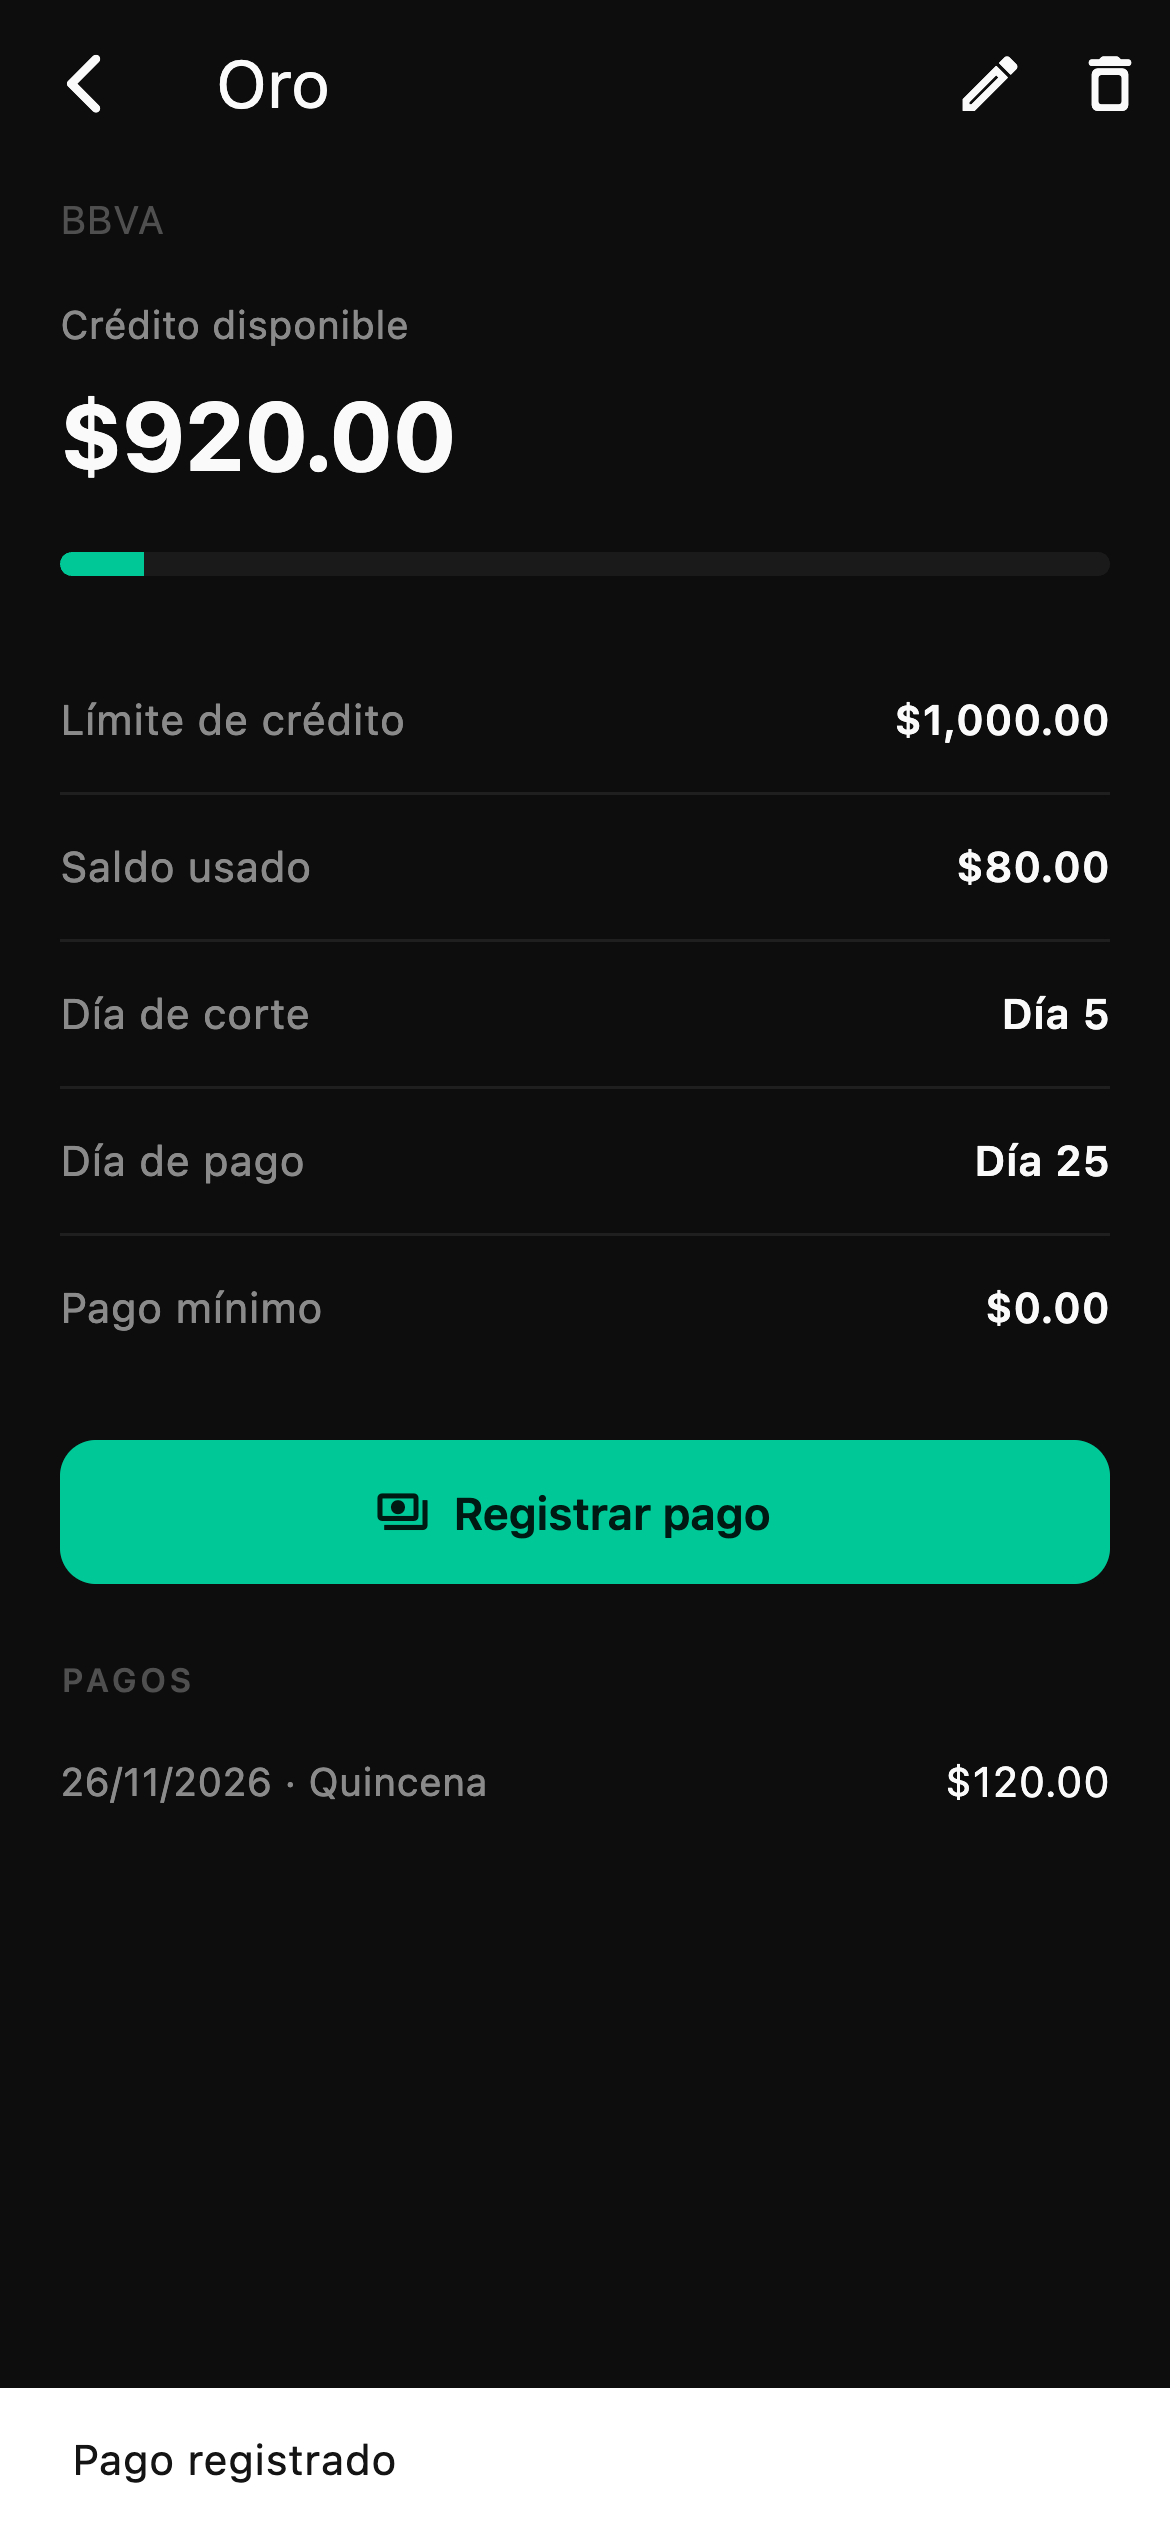 Oro
BBVA
Crédito disponible
$920.00
Límite de crédito $1,000.00
Saldo usado $80.00
Día de corte Día 5
Día de pago Día 25
Pago mínimo $0.00
Registrar pago
PAGOS
26/11/2026 · Quincena $120.00
Pago registrado